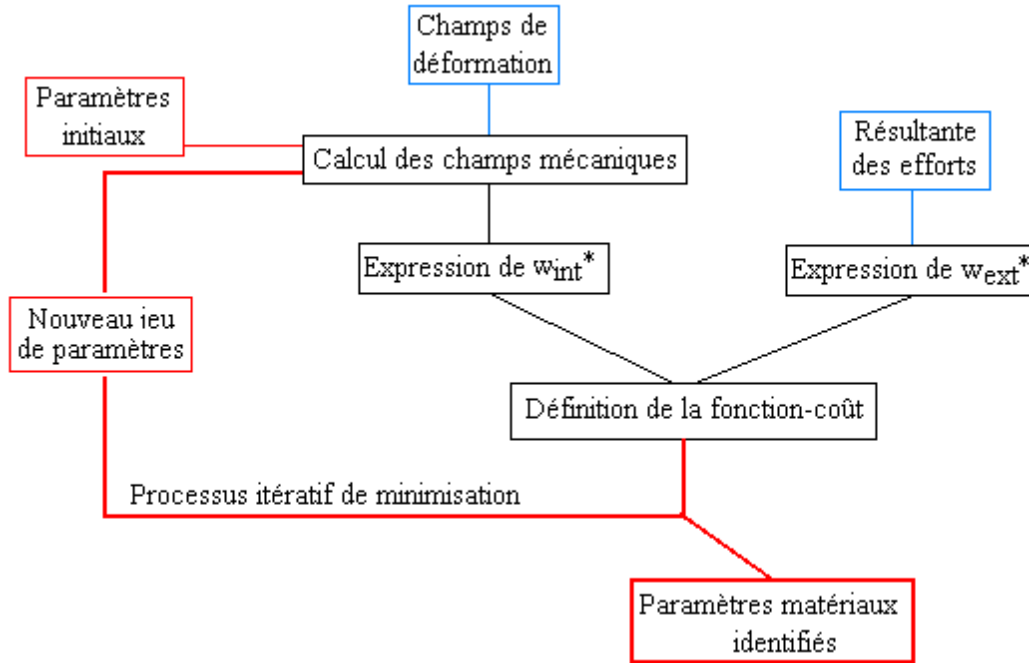 Champs de
déformation
Paramètres
initiaux
Résultante
des efforts
Calcul des champs mécaniques
Expression de wint*
Expression de wext*
Nouveau ieu
de paramètres
Définition de la fonction-coût
Processus itératif de minimisation
Paramètres matériaux
identifiés